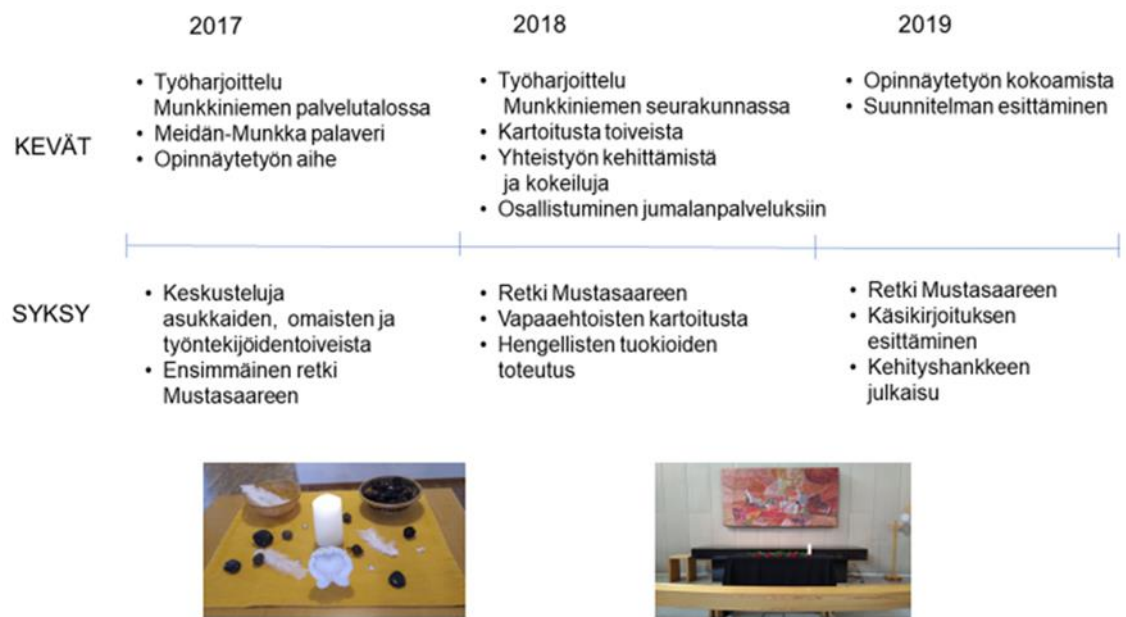 2017
2018
2019
KEVÄT
• Työharjoittelu
Munkkiniemen palvelutalossa
• Meidän-Munkka palaveri
• Opinnäytetyön aihe
• Työharjoittelu
Munkkiniemen seurakunnassa
• Kartoitusta toiveista
• Yhteistyön kehittämistä
ja kokeiluja
• Osallistuminen jumalanpalveluksiin
• Opinnäytetyön kokoamista
• Suunnitelman esittäminen
SYKSY
• Keskusteluja
asukkaiden, omaisten ja
työntekijöidentoiveista
• Ensimmäinen retki
Mustasaareen
• Retki Mustasaareen
• Vapaaehtoisten kartoitusta
• Hengellisten tuokioiden
toteutus
• Retki Mustasaareen
• Käsikirjoituksen
esittäminen
• Kehityshankkeen
julkaisu